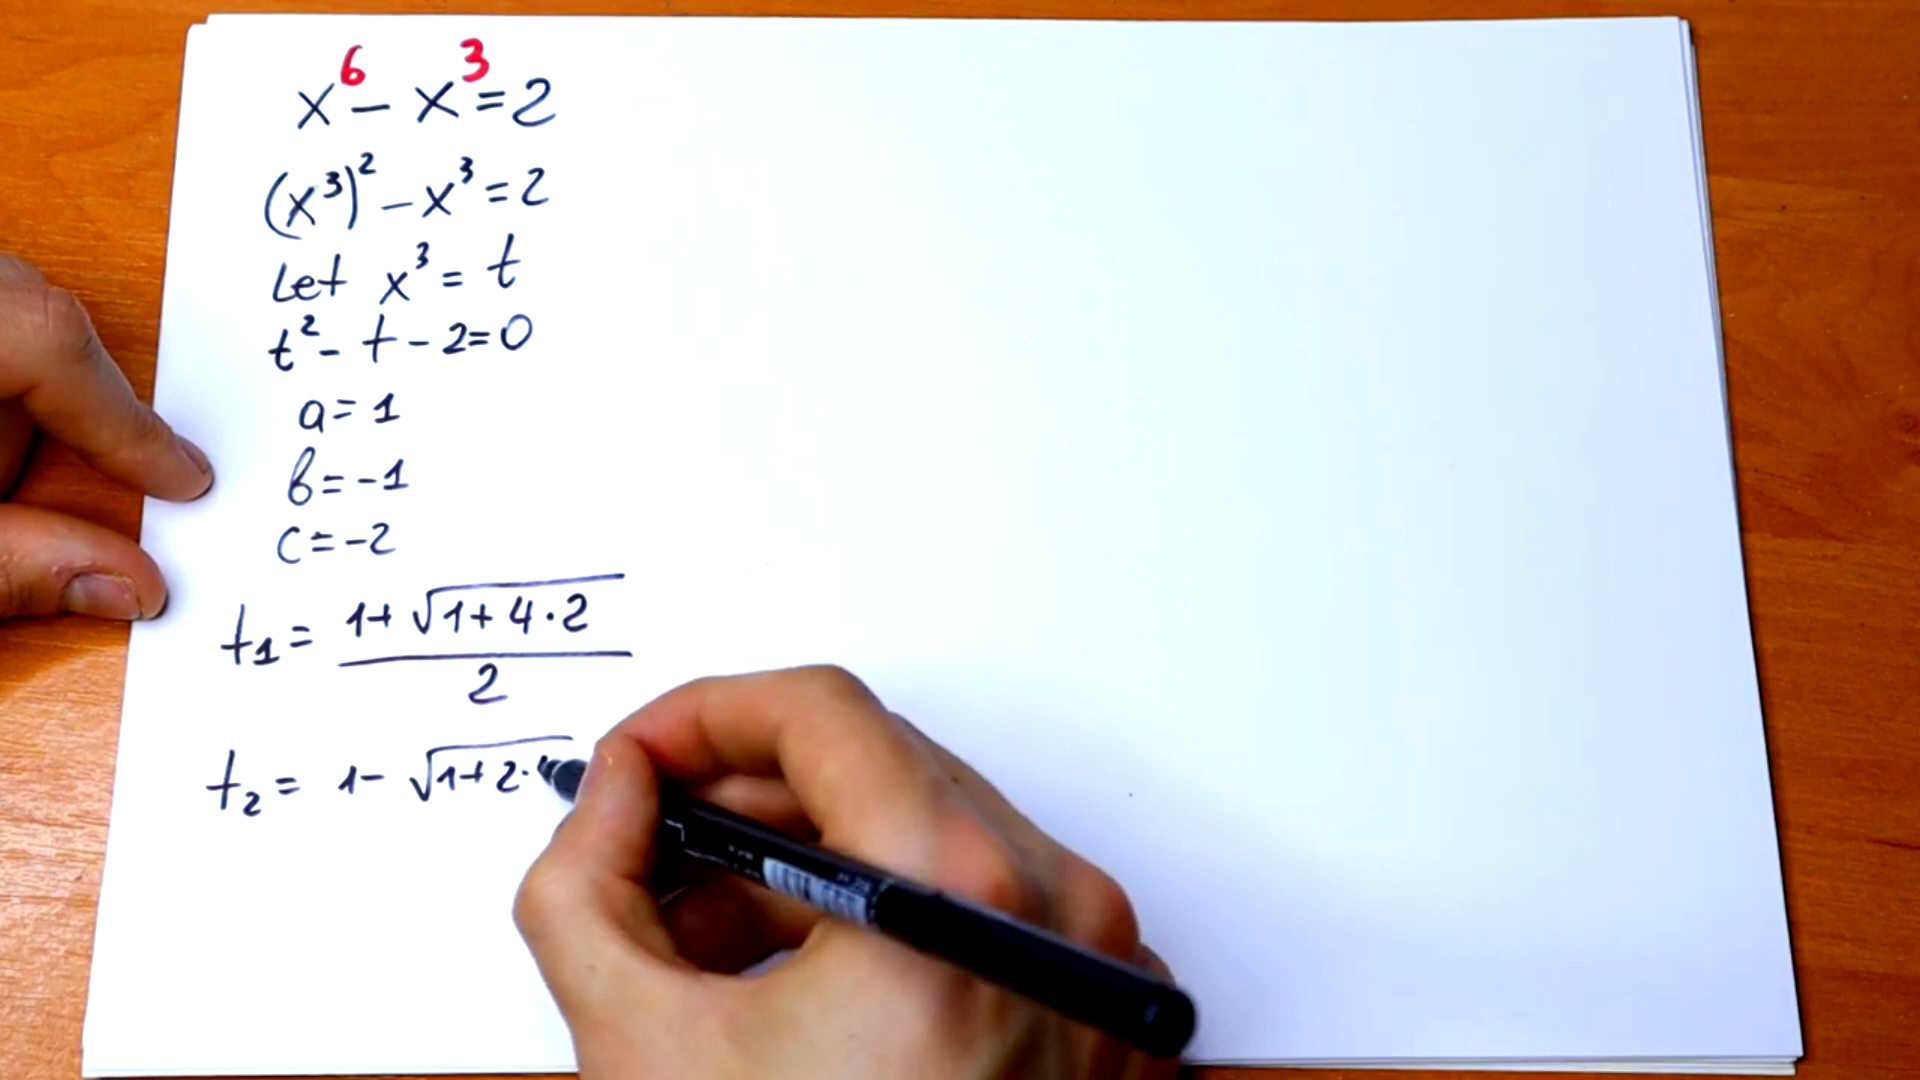 x⁶ - x³ = 2
(x³)² - x³ = 2
Let x³ = t
t² - t - 2 = 0
a = 1
b = -1
c = -2
t₁ = (1 + √(1 + 4 · 2)) / 2
t₂ = 1 - √(1 + 2 ·